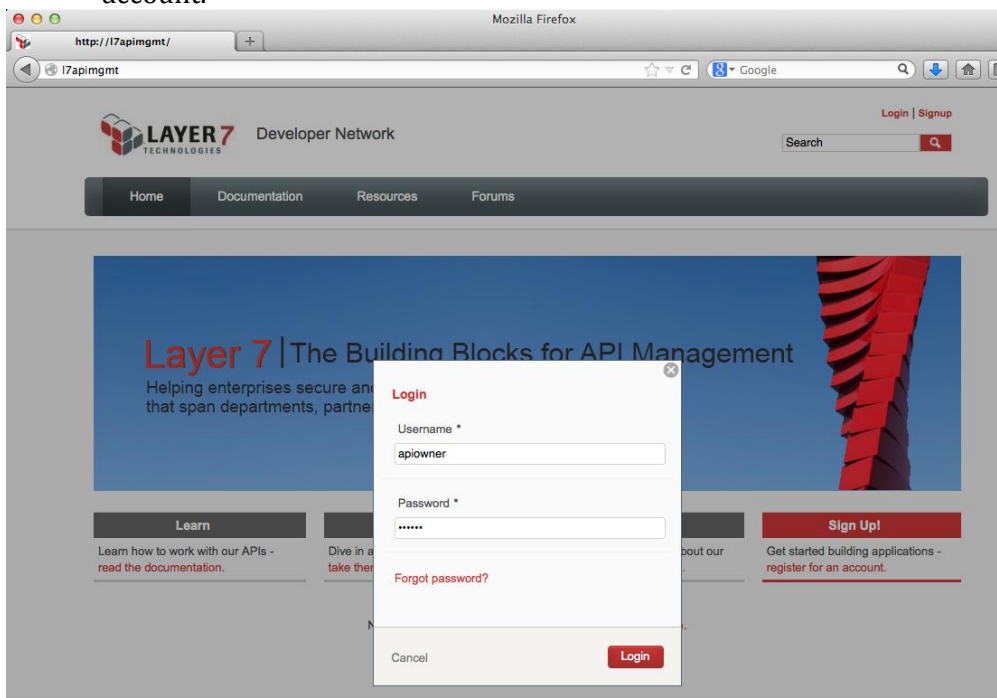 account.
Mozilla Firefox
http://l7apimgmt/
l7apimgmt
Google
Login | Signup
LAYER 7
TECHNOLOGIES
Developer Network
Search
Home Documentation Resources Forums
Layer 7 | The Building Blocks for API Management
Helping enterprises secure an
that span departments, partne
Login
Username *
apiowner
Password *
••••••
Forgot password?
Cancel Login
Learn
Learn how to work with our APIs -
read the documentation.
Dive in a
take ther
bout our
Sign Up!
Get started building applications -
register for an account.
N